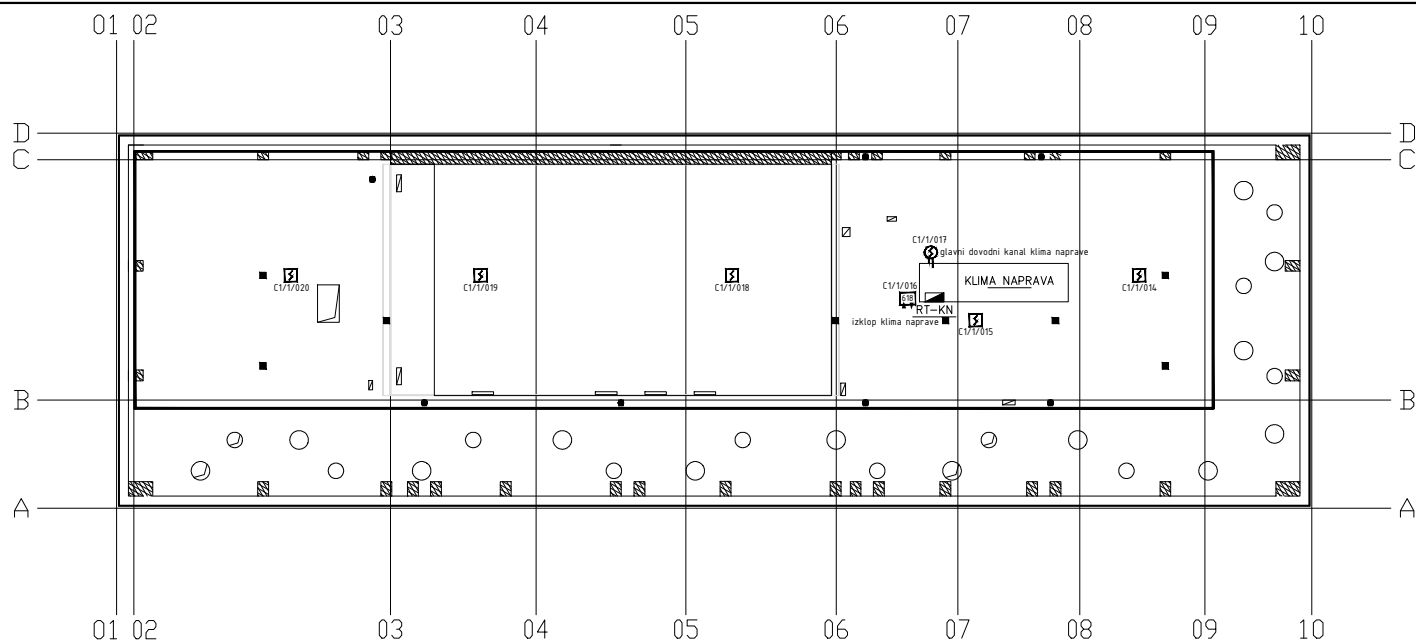 01 02 03 04 05 06 07 08 09 10
D D
C C
C1/1/017
glavni dovodni kanal klima naprave
C1/1/020 C1/1/019 C1/1/018 C1/1/016 KLIMA NAPRAVA C1/1/014
618
RT-KN
izklop klima naprave C1/1/015
B B
A A
01 02 03 04 05 06 07 08 09 10